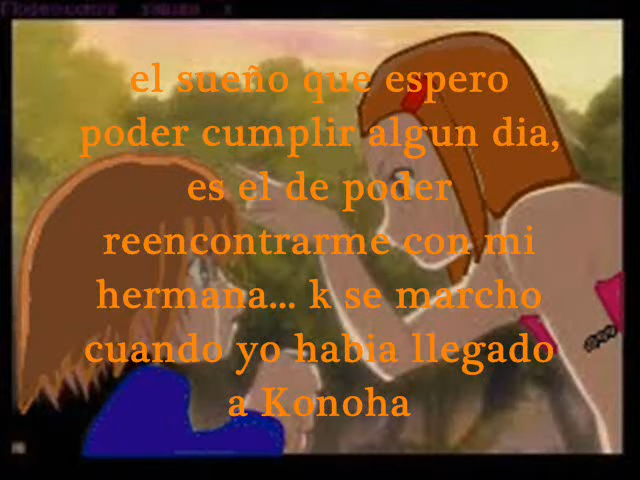 el sueño que espero
poder cumplir algun dia,
es el de poder
reencontrarme con mi
hermana... k se marcho
cuando yo habia llegado
a Konoha